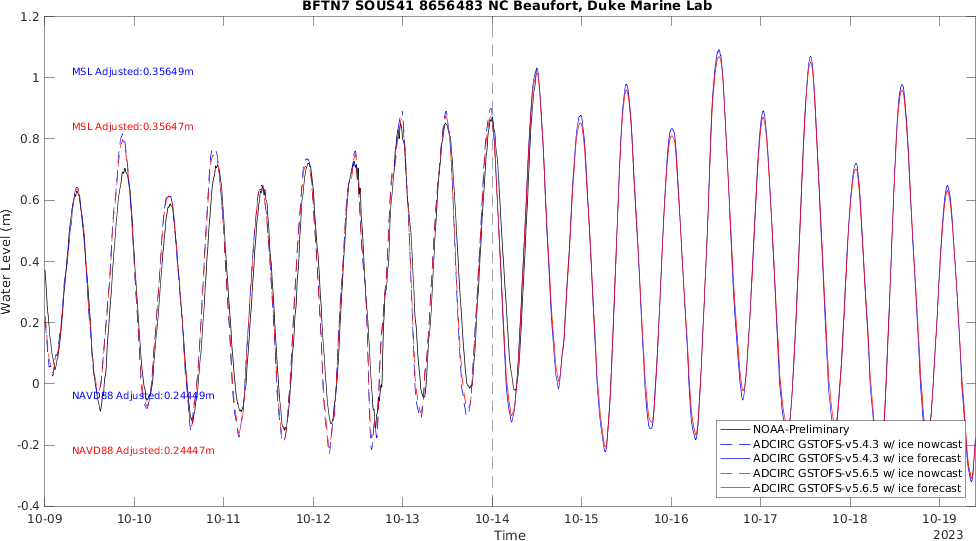 BFTN7 SOUS41 8656483 NC Beaufort, Duke Marine Lab
1.2
1
0.8
0.6
0.4
0.2
0
-0.2
-0.4
Water Level (m)
MSL Adjusted:0.35649m
MSL Adjusted:0.35647m
NAVD88 Adjusted:0.24449m
NAVD88 Adjusted:0.24447m
NOAA-Preliminary
ADCIRC GSTOFS-v5.4.3 w/ ice nowcast
ADCIRC GSTOFS-v5.4.3 w/ ice forecast
ADCIRC GSTOFS-v5.6.5 w/ ice nowcast
ADCIRC GSTOFS-v5.6.5 w/ ice forecast
10-09 10-10 10-11 10-12 10-13 10-14 10-15 10-16 10-17 10-18 10-19
Time
2023